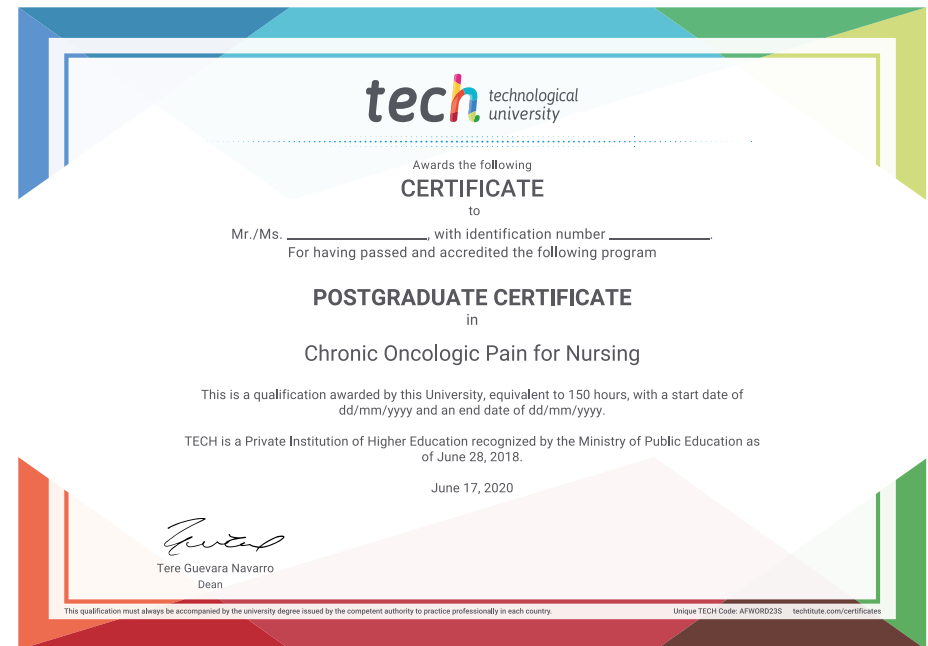 tech technological
university
Awards the following
CERTIFICATE
to
Mr./Ms. ____________________, with identification number ______________.
For having passed and accredited the following program
POSTGRADUATE CERTIFICATE
in
Chronic Oncologic Pain for Nursing
This is a qualification awarded by this University, equivalent to 150 hours, with a start date of
dd/mm/yyyy and an end date of dd/mm/yyyy.
TECH is a Private Institution of Higher Education recognized by the Ministry of Public Education as
of June 28, 2018.
June 17, 2020
Tere Guevara Navarro
Dean
This qualification must always be accompanied by the university degree issued by the competent authority to practice professionally in each country. Unique TECH Code: AFWORD23S techtitute.com/certificates